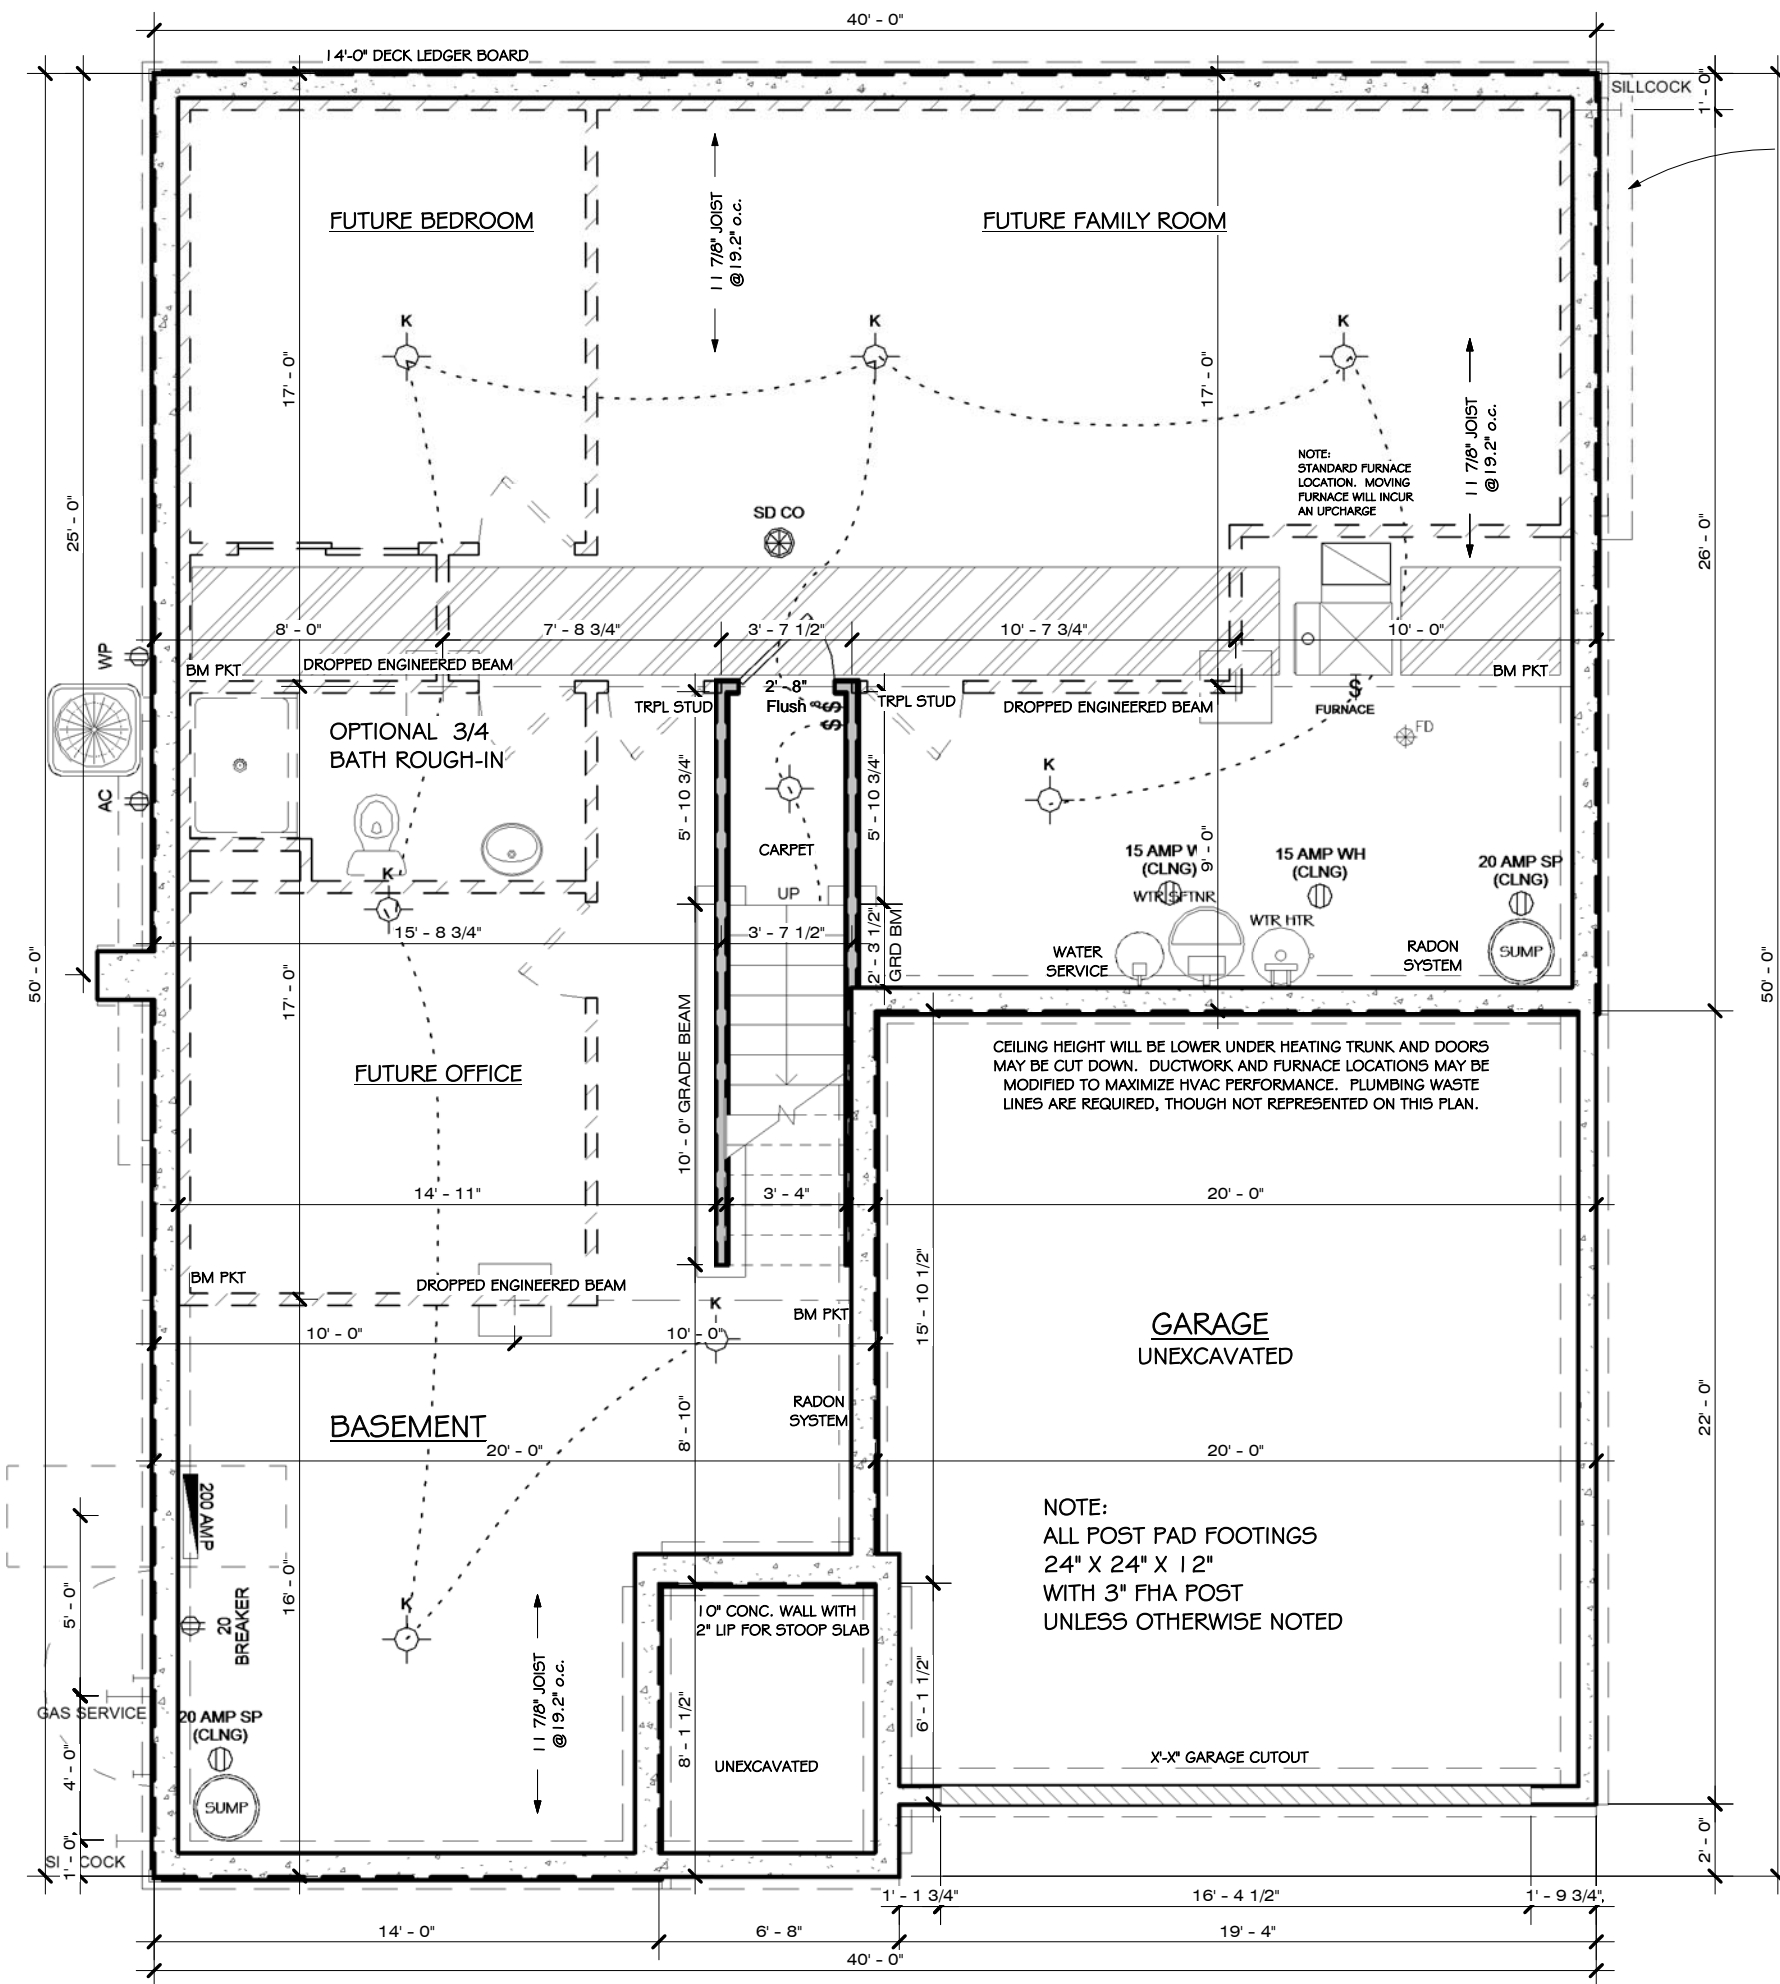 40' - 0"
14'-0" DECK LEDGER BOARD
SILLCOCK
1' - 0"
FUTURE BEDROOM
FUTURE FAMILY ROOM
11 7/8" JOIST
@19.2" o.c.
K
K
K
17' - 0"
17' - 0"
11 7/8" JOIST
@19.2" o.c.
NOTE:
STANDARD FURNACE
LOCATION. MOVING
FURNACE WILL INCUR
AN UPCHARGE
25' - 0"
26' - 0"
SD CO
8' - 0"
7' - 8 3/4"
3' - 7 1/2"
10' - 7 3/4"
10' - 0"
WP
BM PKT
DROPPED ENGINEERED BEAM
BM PKT
2' - 8"
Flush
$
$
3
TRPL STUD
TRPL STUD
DROPPED ENGINEERED BEAM
$
FURNACE
FD
OPTIONAL 3/4
BATH ROUGH-IN
AC
5' - 10 3/4"
5' - 10 3/4"
K
CARPET
9' - 0"
15 AMP W
(CLNG)
15 AMP WH
(CLNG)
20 AMP SP
(CLNG)
K
UP
WTR SFTNR
WTR HTR
15' - 8 3/4"
3' - 7 1/2"
2' - 3 1/2"
GRD BM
WATER
SERVICE
RADON
SYSTEM
SUMP
50' - 0"
50' - 0"
17' - 0"
10' - 0" GRADE BEAM
CEILING HEIGHT WILL BE LOWER UNDER HEATING TRUNK AND DOORS
MAY BE CUT DOWN. DUCTWORK AND FURNACE LOCATIONS MAY BE
MODIFIED TO MAXIMIZE HVAC PERFORMANCE. PLUMBING WASTE
LINES ARE REQUIRED, THOUGH NOT REPRESENTED ON THIS PLAN.
FUTURE OFFICE
14' - 11"
3' - 4"
20' - 0"
BM PKT
DROPPED ENGINEERED BEAM
K
BM PKT
15' - 10 1/2"
GARAGE
UNEXCAVATED
10' - 0"
10' - 0"
RADON
SYSTEM
8' - 10"
22' - 0"
BASEMENT
20' - 0"
20' - 0"
200 AMP
NOTE:
ALL POST PAD FOOTINGS
24" X 24" X 12"
WITH 3" FHA POST
UNLESS OTHERWISE NOTED
5' - 0"
16' - 0"
20
BREAKER
K
10" CONC. WALL WITH
2" LIP FOR STOOP SLAB
11 7/8" JOIST
@19.2" o.c.
8' - 1 1/2"
6' - 1 1/2"
GAS SERVICE
20 AMP SP
(CLNG)
4' - 0"
UNEXCAVATED
X'-X" GARAGE CUTOUT
SUMP
1' - 0"
2' - 0"
1' - 1 3/4"
16' - 4 1/2"
1' - 9 3/4"
14' - 0"
6' - 8"
19' - 4"
40' - 0"